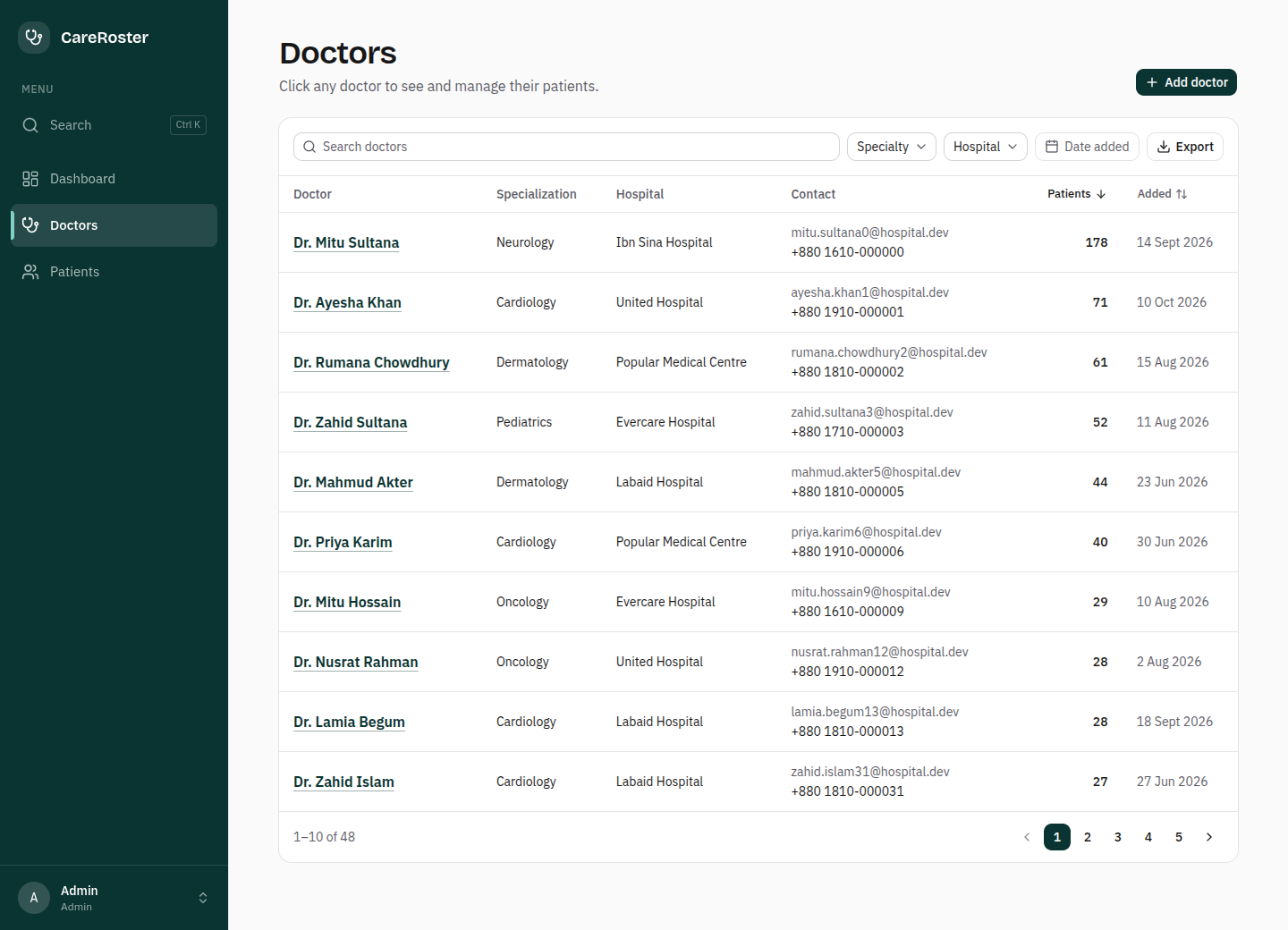 CareRoster
MENU
Search Ctrl K
Dashboard
Doctors
Patients
Doctors
Click any doctor to see and manage their patients.
Add doctor
Search doctors Specialty Hospital Date added Export
Doctor Specialization Hospital Contact Patients Added
Dr. Mitu Sultana Neurology Ibn Sina Hospital mitu.sultana0@hospital.dev 178 14 Sept 2026
+880 1610-000000
Dr. Ayesha Khan Cardiology United Hospital ayesha.khan1@hospital.dev 71 10 Oct 2026
+880 1910-000001
Dr. Rumana Chowdhury Dermatology Popular Medical Centre rumana.chowdhury2@hospital.dev 61 15 Aug 2026
+880 1810-000002
Dr. Zahid Sultana Pediatrics Evercare Hospital zahid.sultana3@hospital.dev 52 11 Aug 2026
+880 1710-000003
Dr. Mahmud Akter Dermatology Labaid Hospital mahmud.akter5@hospital.dev 44 23 Jun 2026
+880 1810-000005
Dr. Priya Karim Cardiology Popular Medical Centre priya.karim6@hospital.dev 40 30 Jun 2026
+880 1910-000006
Dr. Mitu Hossain Oncology Evercare Hospital mitu.hossain9@hospital.dev 29 10 Aug 2026
+880 1610-000009
Dr. Nusrat Rahman Oncology United Hospital nusrat.rahman12@hospital.dev 28 2 Aug 2026
+880 1910-000012
Dr. Lamia Begum Cardiology Labaid Hospital lamia.begum13@hospital.dev 28 18 Sept 2026
+880 1810-000013
Dr. Zahid Islam Cardiology Labaid Hospital zahid.islam31@hospital.dev 27 27 Jun 2026
+880 1810-000031
1–10 of 48 1 2 3 4 5
A Admin
Admin